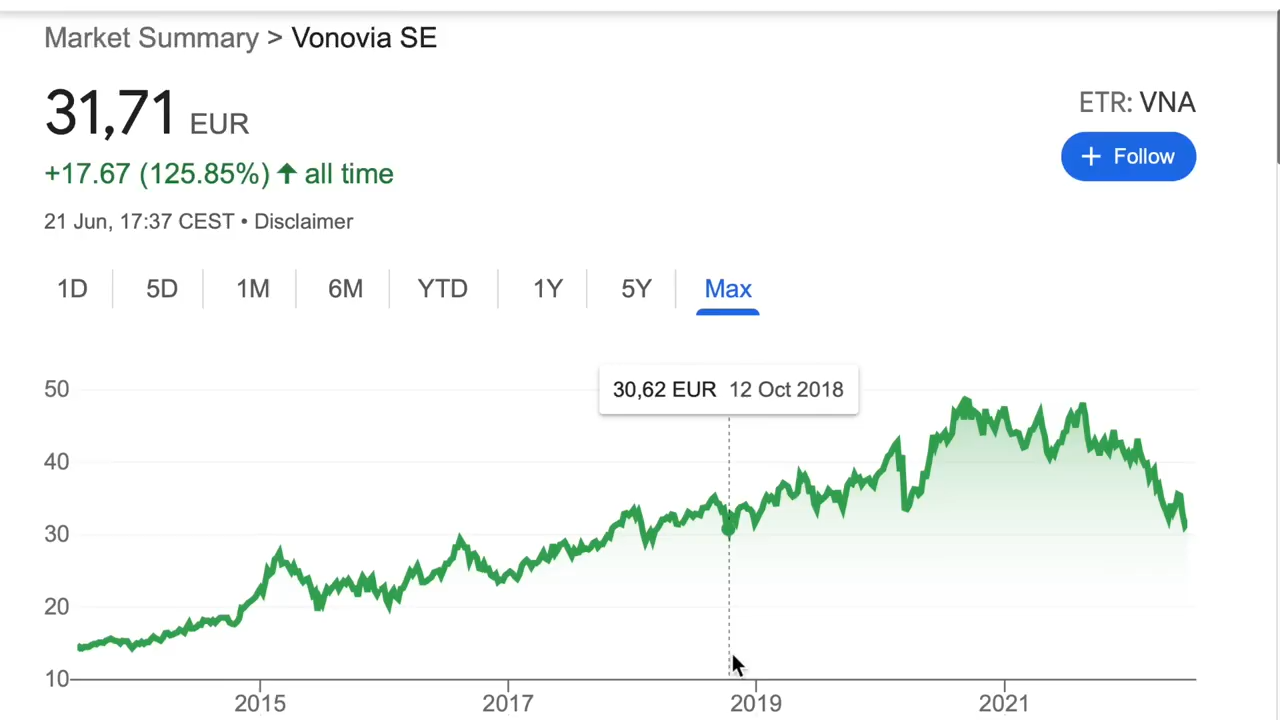 Market Summary > Vonovia SE
31,71 EUR
ETR: VNA
+ Follow
+17.67 (125.85%) ↑ all time
21 Jun, 17:37 CEST • Disclaimer
1D 5D 1M 6M YTD 1Y 5Y Max
30,62 EUR 12 Oct 2018
50
40
30
20
10
2015 2017 2019 2021